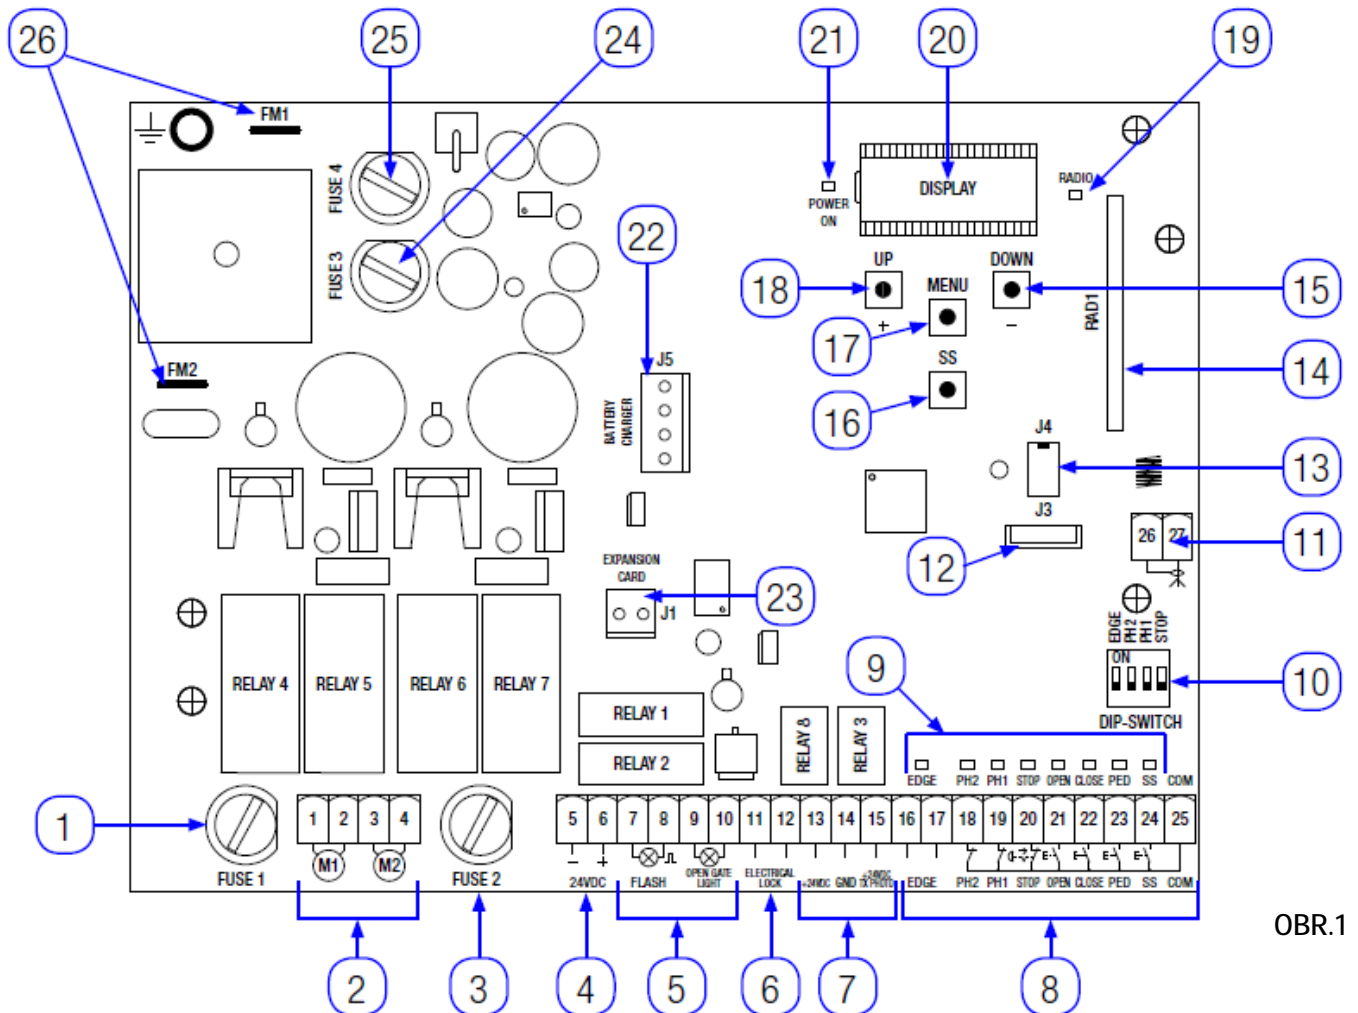 26
25
24
21
20
19
FM1
FUSE 4
FUSE3
FM2
POWER
ON
DISPLAY
RADIO
22
18
UP
+
MENU
17
DOWN
-
15
SS
16
RAD1
14
J5
BATTERY
CHARGER
J4
13
J3
12
26 27
11
EXPANSION
CARD
J1
23
EDGE
PH2
PH1
STOP
ON
DIP-SWITCH
10
9
RELAY 4
RELAY 5
RELAY 6
RELAY 7
RELAY 1
RELAY 2
RELAY 8
RELAY 3
EDGE PH2 PH1 STOP OPEN CLOSE PED SS COM
1
FUSE 1
1 2 3 4
M1 M2
FUSE 2
5 6 7 8 9 10 11 12 13 14 15 16 17 18 19 20 21 22 23 24 25
- +
24VDC
FLASH
OPEN GATE
LIGHT
ELECTRICAL
LOCK
+24VDC
GND
+24VDC
TX PHOTO
EDGE PH2 PH1 STOP OPEN CLOSE PED SS COM
2
3
4
5
6
7
8
OBR.1